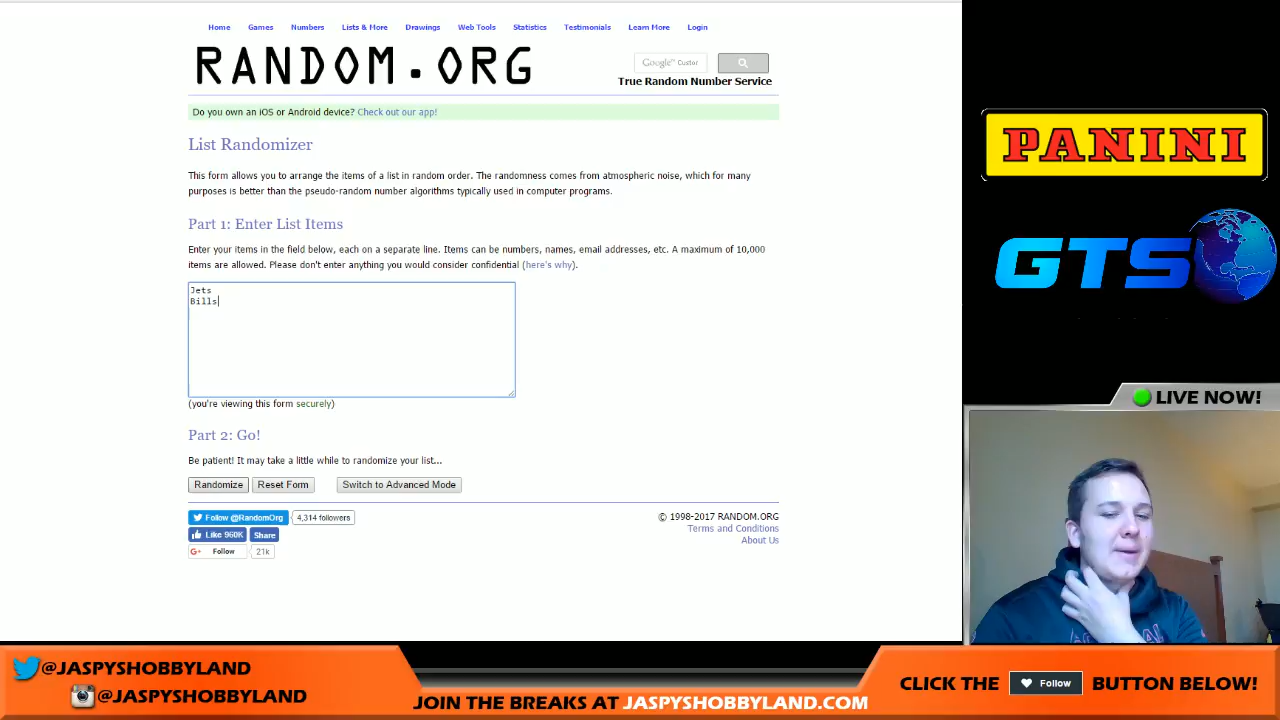 Home Games Numbers Lists & More Drawings Web Tools Statistics Testimonials Learn More Login
RANDOM.ORG
Google™ Custor
True Random Number Service
Do you own an iOS or Android device? Check out our app!
List Randomizer
This form allows you to arrange the items of a list in random order. The randomness comes from atmospheric noise, which for many
purposes is better than the pseudo-random number algorithms typically used in computer programs.
Part 1: Enter List Items
Enter your items in the field below, each on a separate line. Items can be numbers, names, email addresses, etc. A maximum of 10,000
items are allowed. Please don't enter anything you would consider confidential (here's why).
Jets
Bills
(you're viewing this form securely)
Part 2: Go!
Be patient! It may take a little while to randomize your list...
Randomize Reset Form Switch to Advanced Mode
Follow @RandomOrg 4,314 followers
Like 960K Share
G+ Follow 21k
© 1998-2017 RANDOM.ORG
Terms and Conditions
About Us
PANINI
GTS
LIVE NOW!
@JASPYSHOBBYLAND
@JASPYSHOBBYLAND
JOIN THE BREAKS AT JASPYSHOBBYLAND.COM
CLICK THE Follow BUTTON BELOW!